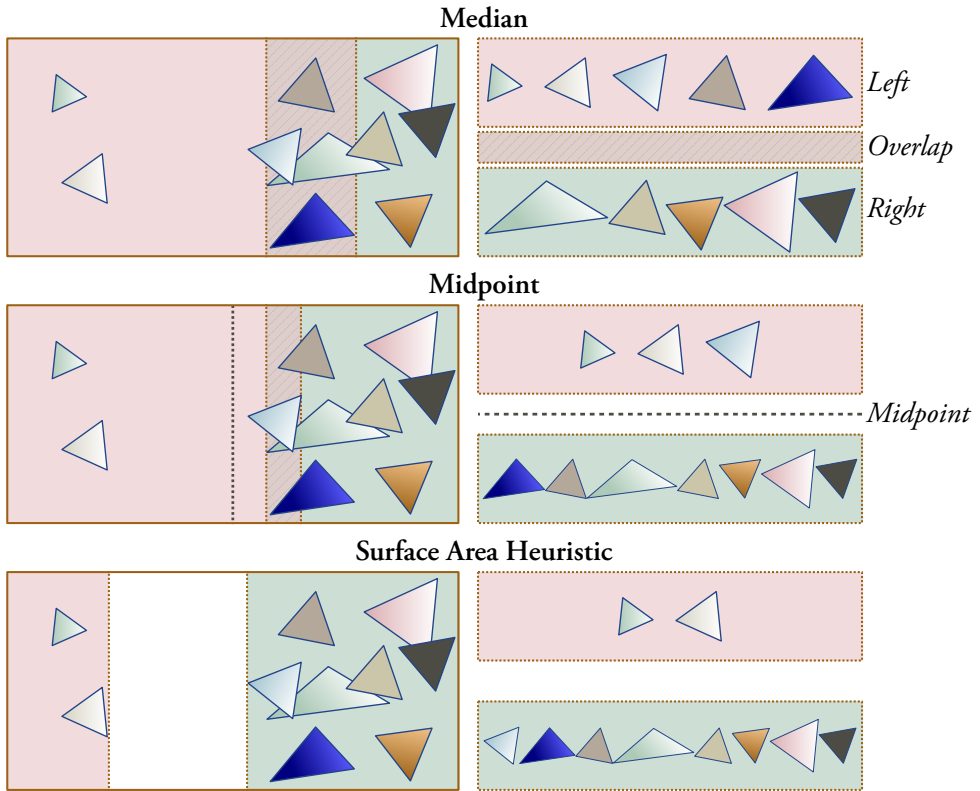 Median
Left
Overlap
Right
Midpoint
Midpoint
Surface Area Heuristic